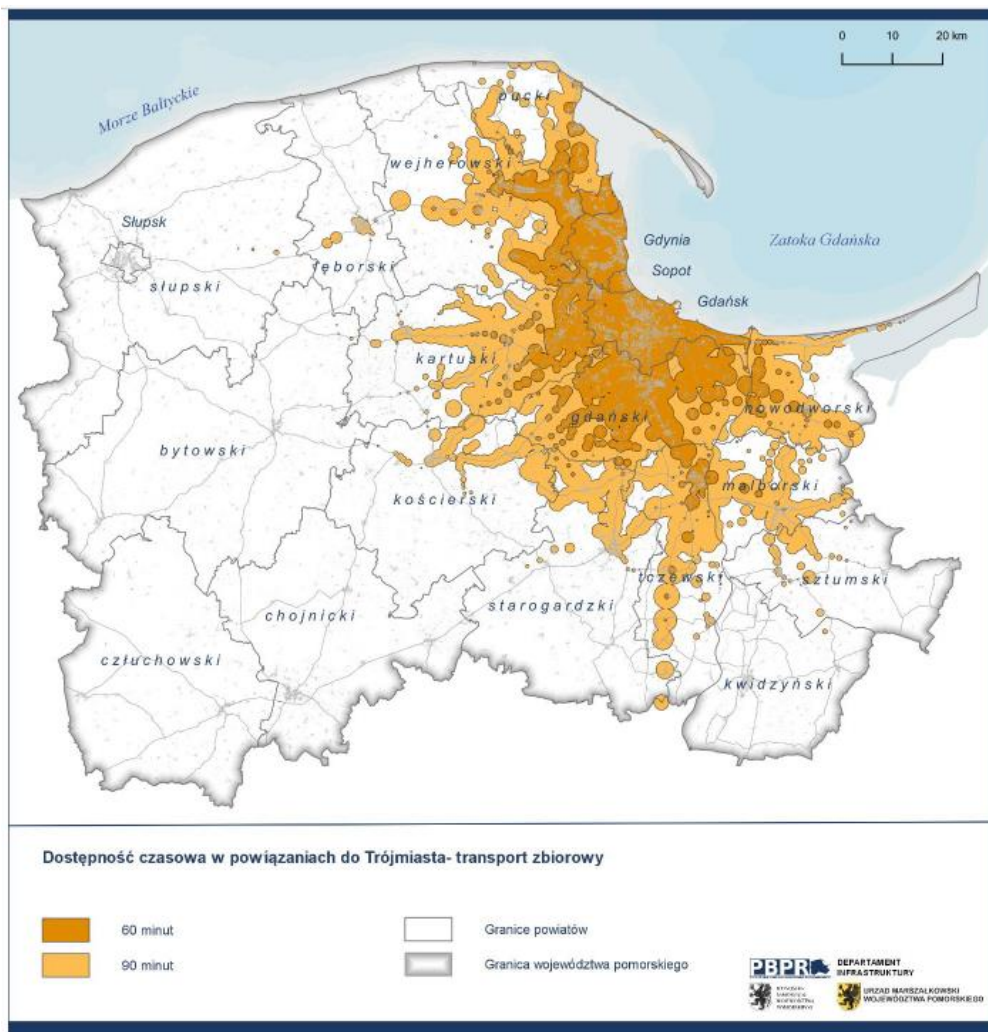 0 10 20 km
Morze Bałtyckie
pucki
wejherowski
Słupsk
Gdynia
Zatoka Gdańska
słupski
lęborski
Sopot
Gdańsk
kartuski
gdański
nowodworski
bytowski
malborski
kościerski
tczewski
sztumski
starogardzki
chojnicki
człuchowski
kwidzyński
Dostępność czasowa w powiązaniach do Trójmiasta- transport zbiorowy
60 minut
Granice powiatów
90 minut
Granica województwa pomorskiego
PBPR
DEPARTAMENT
INFRASTRUKTURY
URZĄD MARSZAŁKOWSKI
WOJEWÓDZTWA POMORSKIEGO